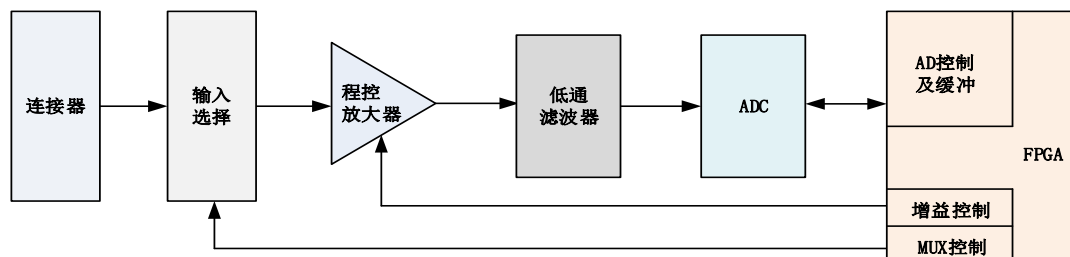 连接器
输入
选择
程控
放大器
低通
滤波器
ADC
AD控制
及缓冲
FPGA
增益控制
MUX控制